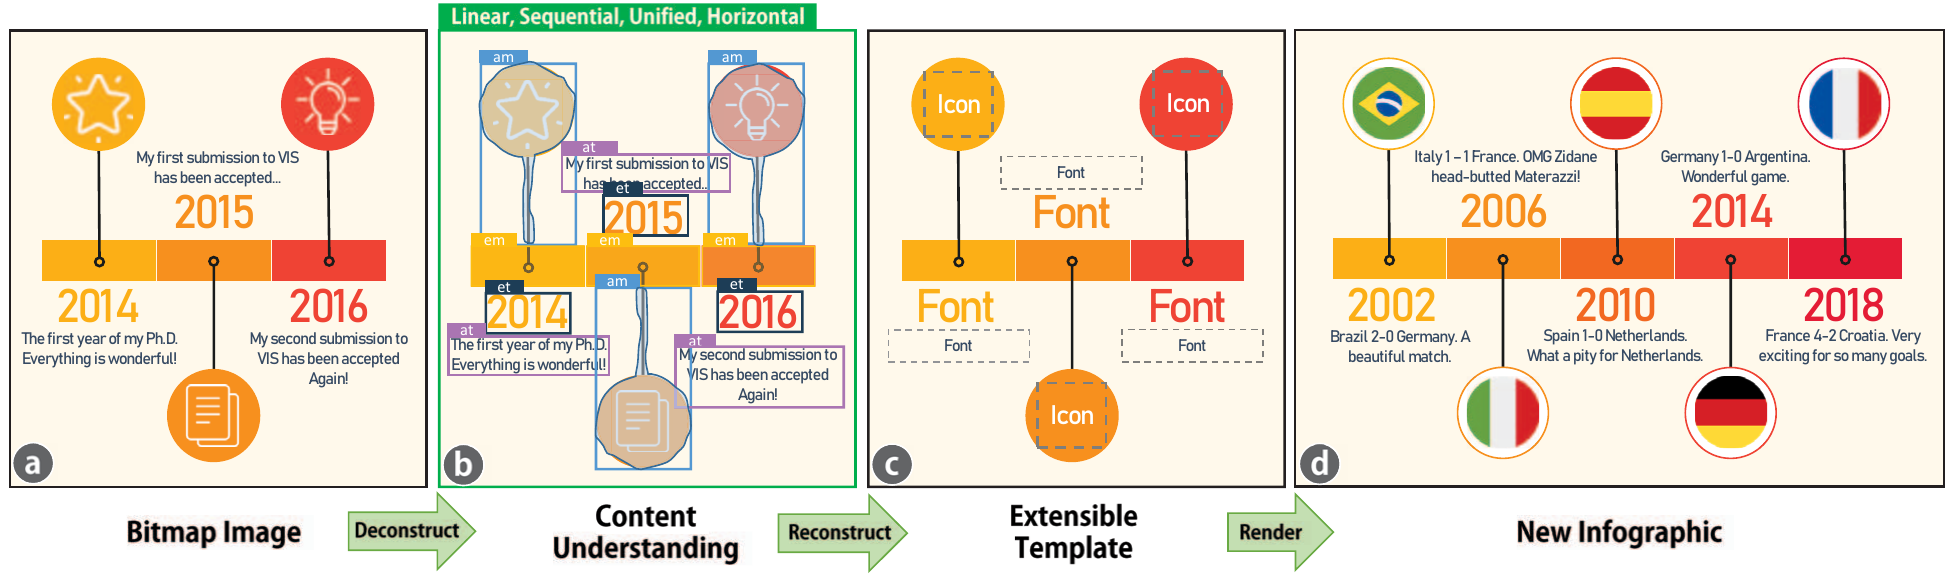 Linear, Sequential, Unified, Horizontal
My first submission to VIS
has been accepted...
2015
2014
The first year of my Ph.D.
Everything is wonderful!
2016
My second submission to
VIS has been accepted
Again!
a
am
am
at
My first submission to VIS
has been accepted..
et
2015
em
em
em
et
2014
at
The first year of my Ph.D.
Everything is wonderful!
am
et
2016
at
My second submission to
VIS has been accepted
Again!
b
Icon
Icon
Font
Font
Font
Font
Font
Font
Icon
c
Italy 1 – 1 France. OMG Zidane
head-butted Materazzi!
2006
Germany 1-0 Argentina.
Wonderful game.
2014
2002
Brazil 2-0 Germany. A
beautiful match.
2010
Spain 1-0 Netherlands.
What a pity for Netherlands.
2018
France 4-2 Croatia. Very
exciting for so many goals.
d
Bitmap Image
Deconstruct
Content
Understanding
Reconstruct
Extensible
Template
Render
New Infographic